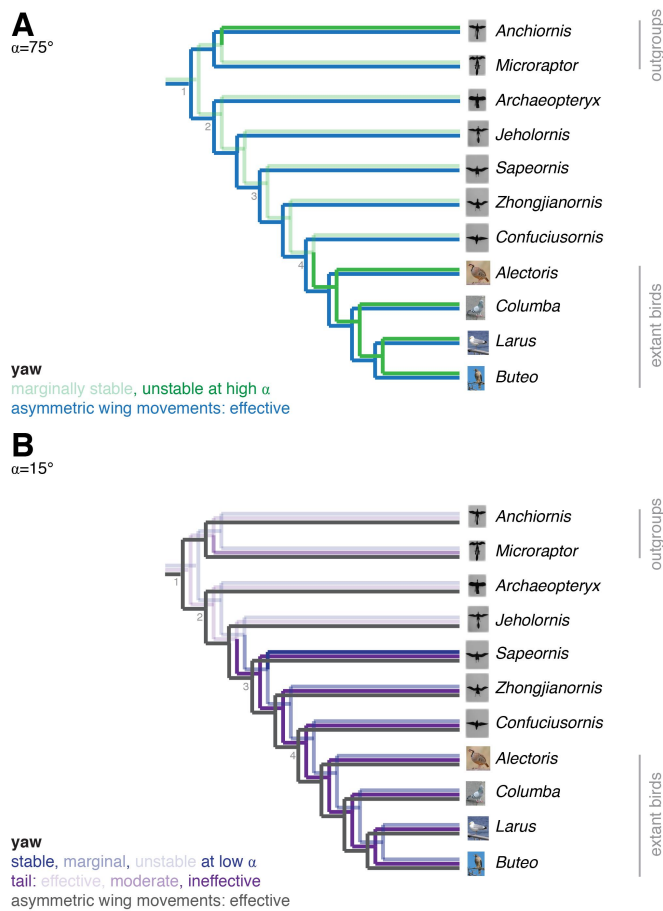 A
α=75°
Anchiornis
Microraptor
outgroups
1
Archaeopteryx
2
Jeholornis
Sapeornis
3
Zhongjianornis
Confuciusornis
4
Alectoris
Columba
Larus
Buteo
extant birds
yaw
marginally stable, unstable at high α
asymmetric wing movements: effective
B
α=15°
Anchiornis
Microraptor
outgroups
1
Archaeopteryx
2
Jeholornis
Sapeornis
3
Zhongjianornis
Confuciusornis
4
Alectoris
Columba
Larus
Buteo
extant birds
yaw
stable, marginal, unstable at low α
tail: effective, moderate, ineffective
asymmetric wing movements: effective